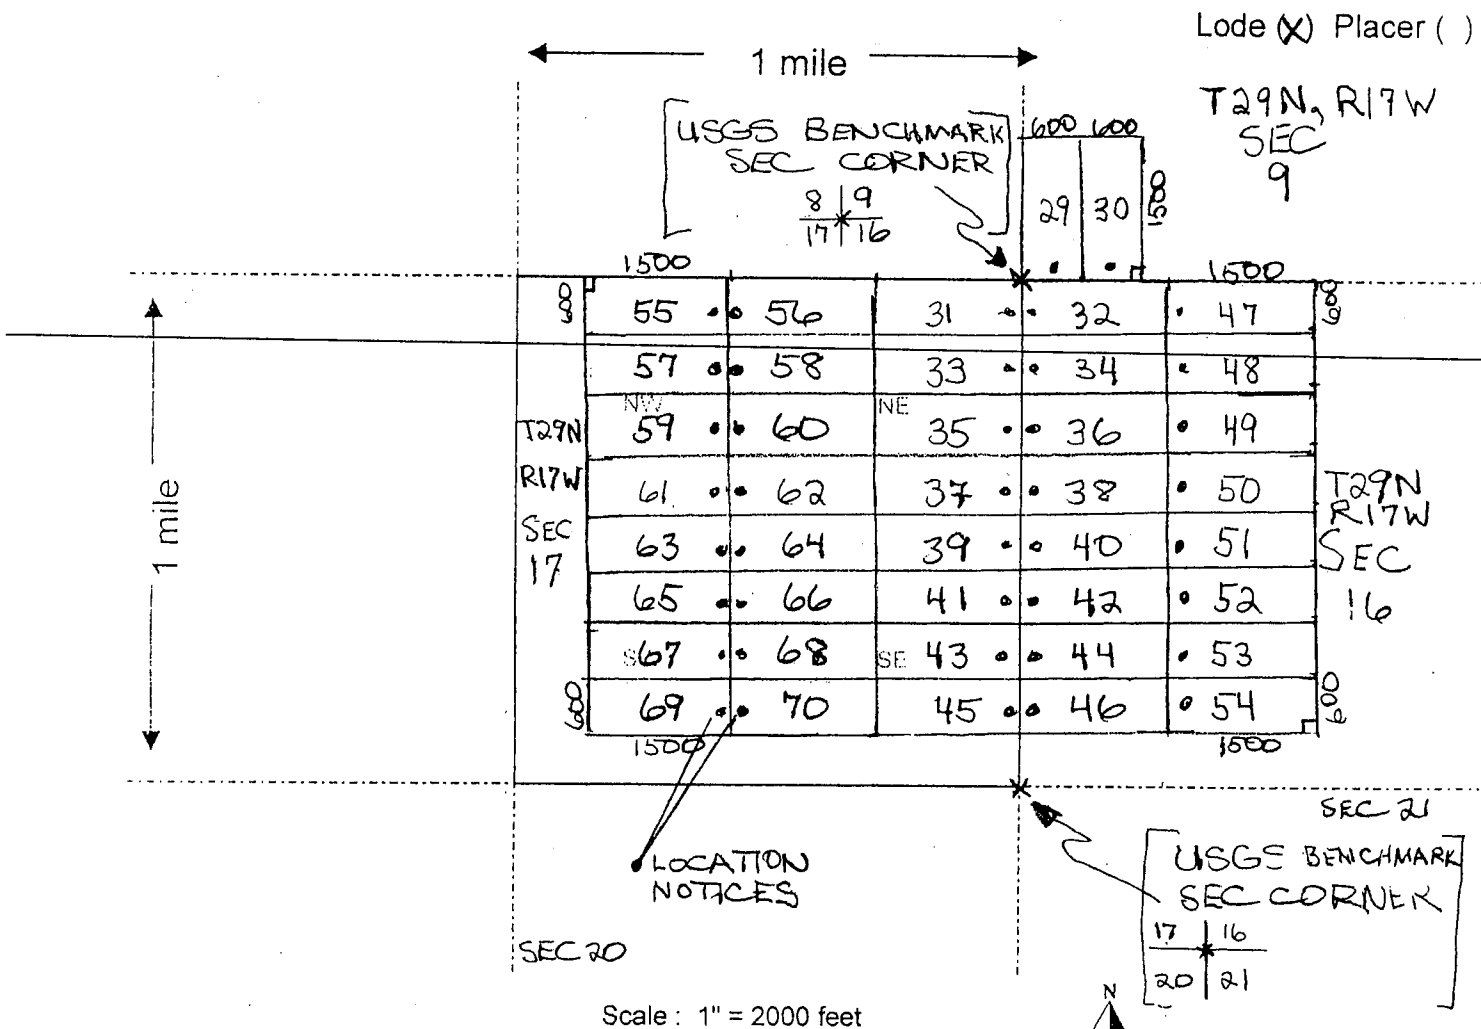 Lode (X) Placer ( )
1 mile
T29N, R17W
SEC
9
USGS BENCHMARK
SEC CORNER
8 9
17 16
600 600
29 30
1500
1500
1500
600
55 56 31 32 47
600
57 58 33 34 48
NW NE
59 60 35 36 49
T29N
R17W
SEC
17
61 62 37 38 50
T29N
R17W
SEC
16
1 mile
63 64 39 40 51
65 66 41 42 52
67 68 SE 43 44 53
600
69 70 45 46 54
600
1500
1500
SEC 21
LOCATION
NOTICES
USGS BENCHMARK
SEC CORNER
17 16
20 21
SEC 20
N
Scale : 1" = 2000 feet